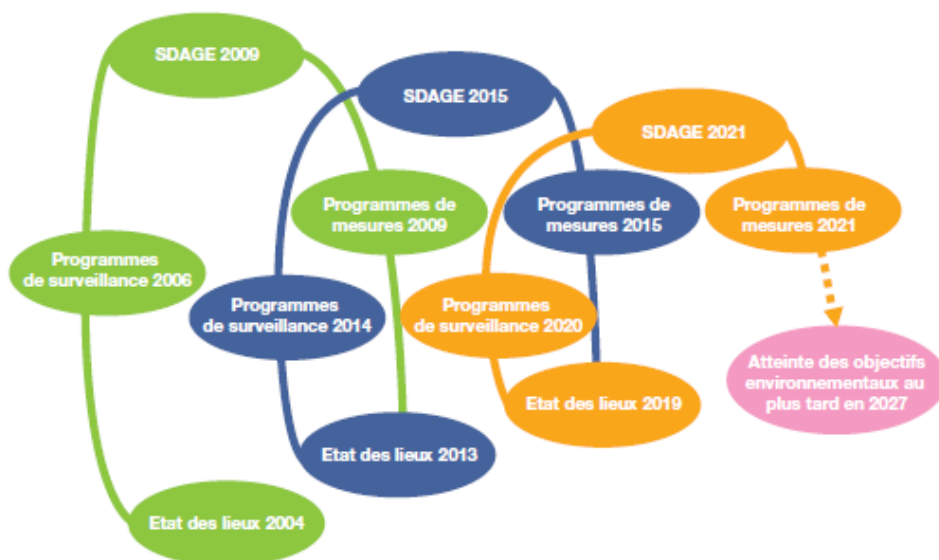 SDAGE 2009
SDAGE 2015
SDAGE 2021
Programmes de
mesures 2009
Programmes de
mesures 2015
Programmes de
mesures 2021
Programmes
de surveillance 2006
Programmes
de surveillance 2014
Programmes
de surveillance 2020
Atteinte des objectifs
environnementaux au
plus tard en 2027
Etat des lieux 2019
Etat des lieux 2013
Etat des lieux 2004